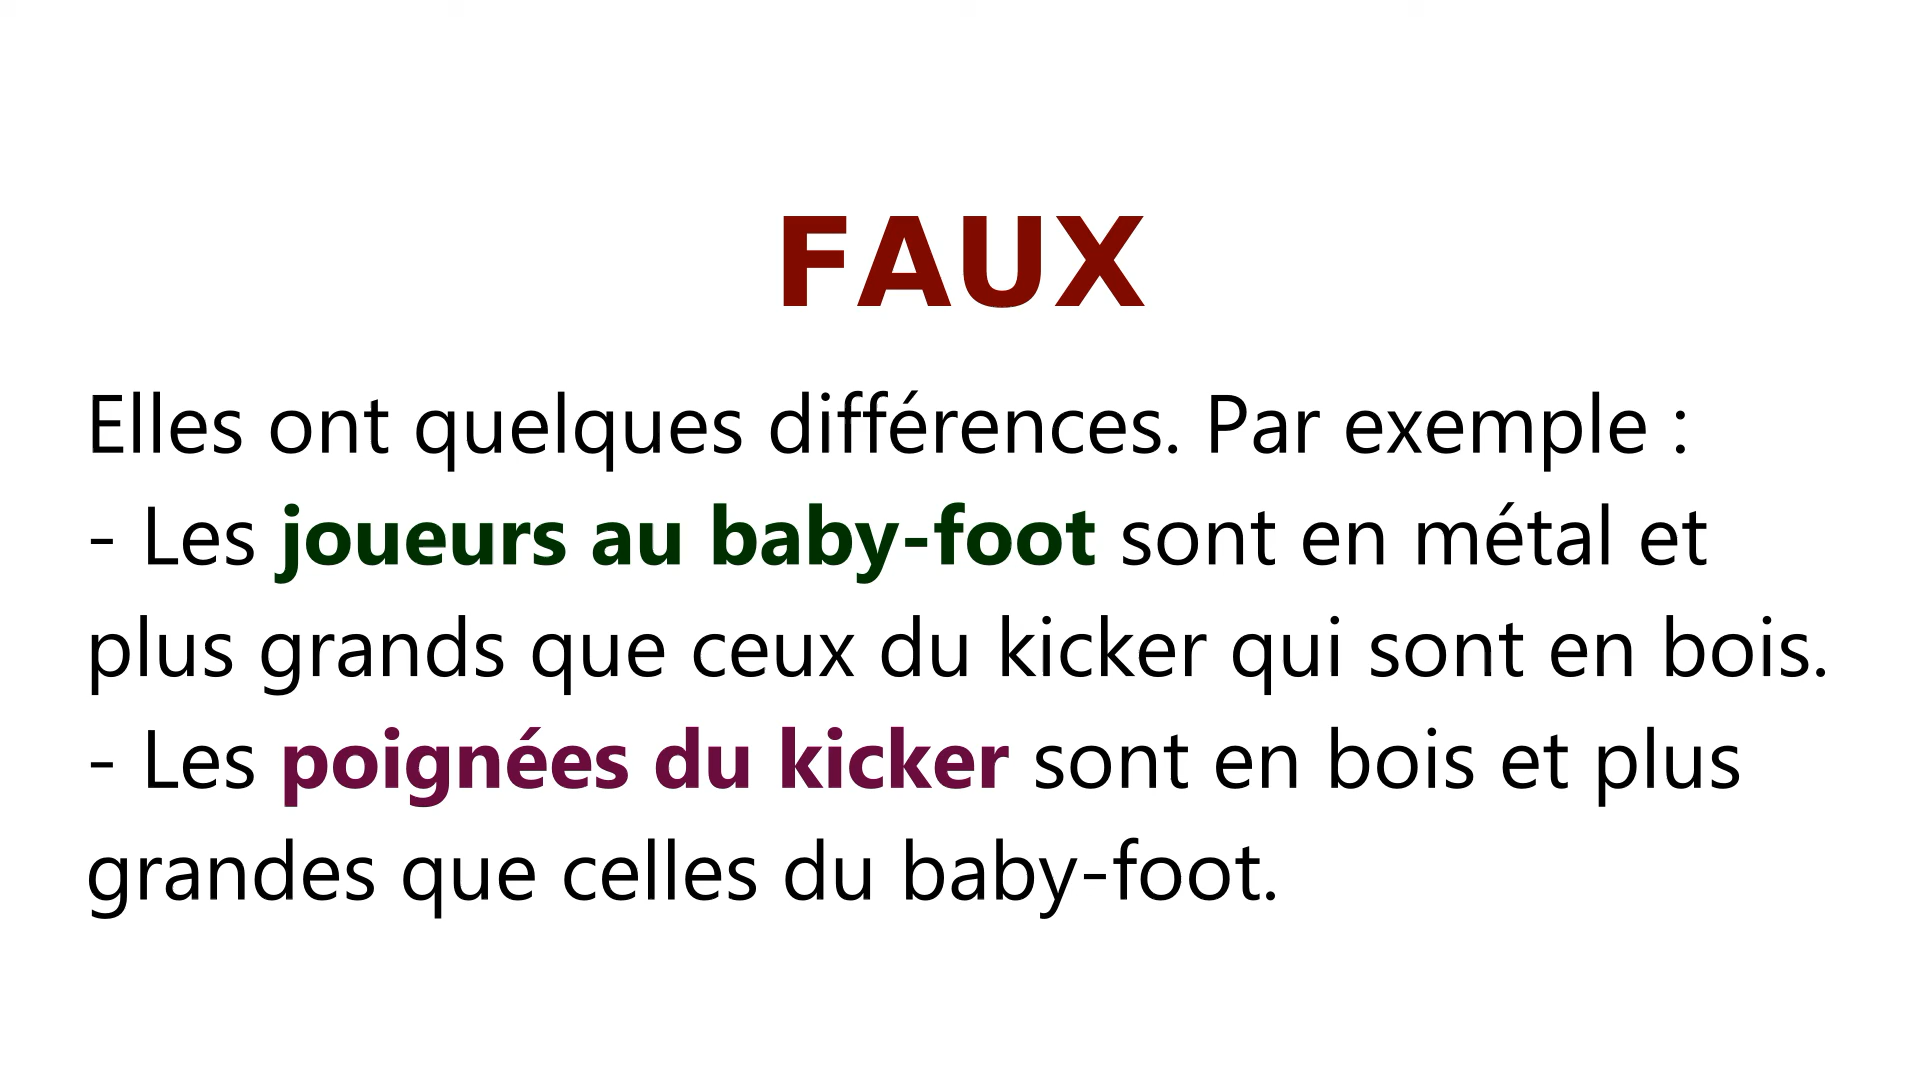 FAUX
Elles ont quelques différences. Par exemple :
- Les joueurs au baby-foot sont en métal et
plus grands que ceux du kicker qui sont en bois.
- Les poignées du kicker sont en bois et plus
grandes que celles du baby-foot.